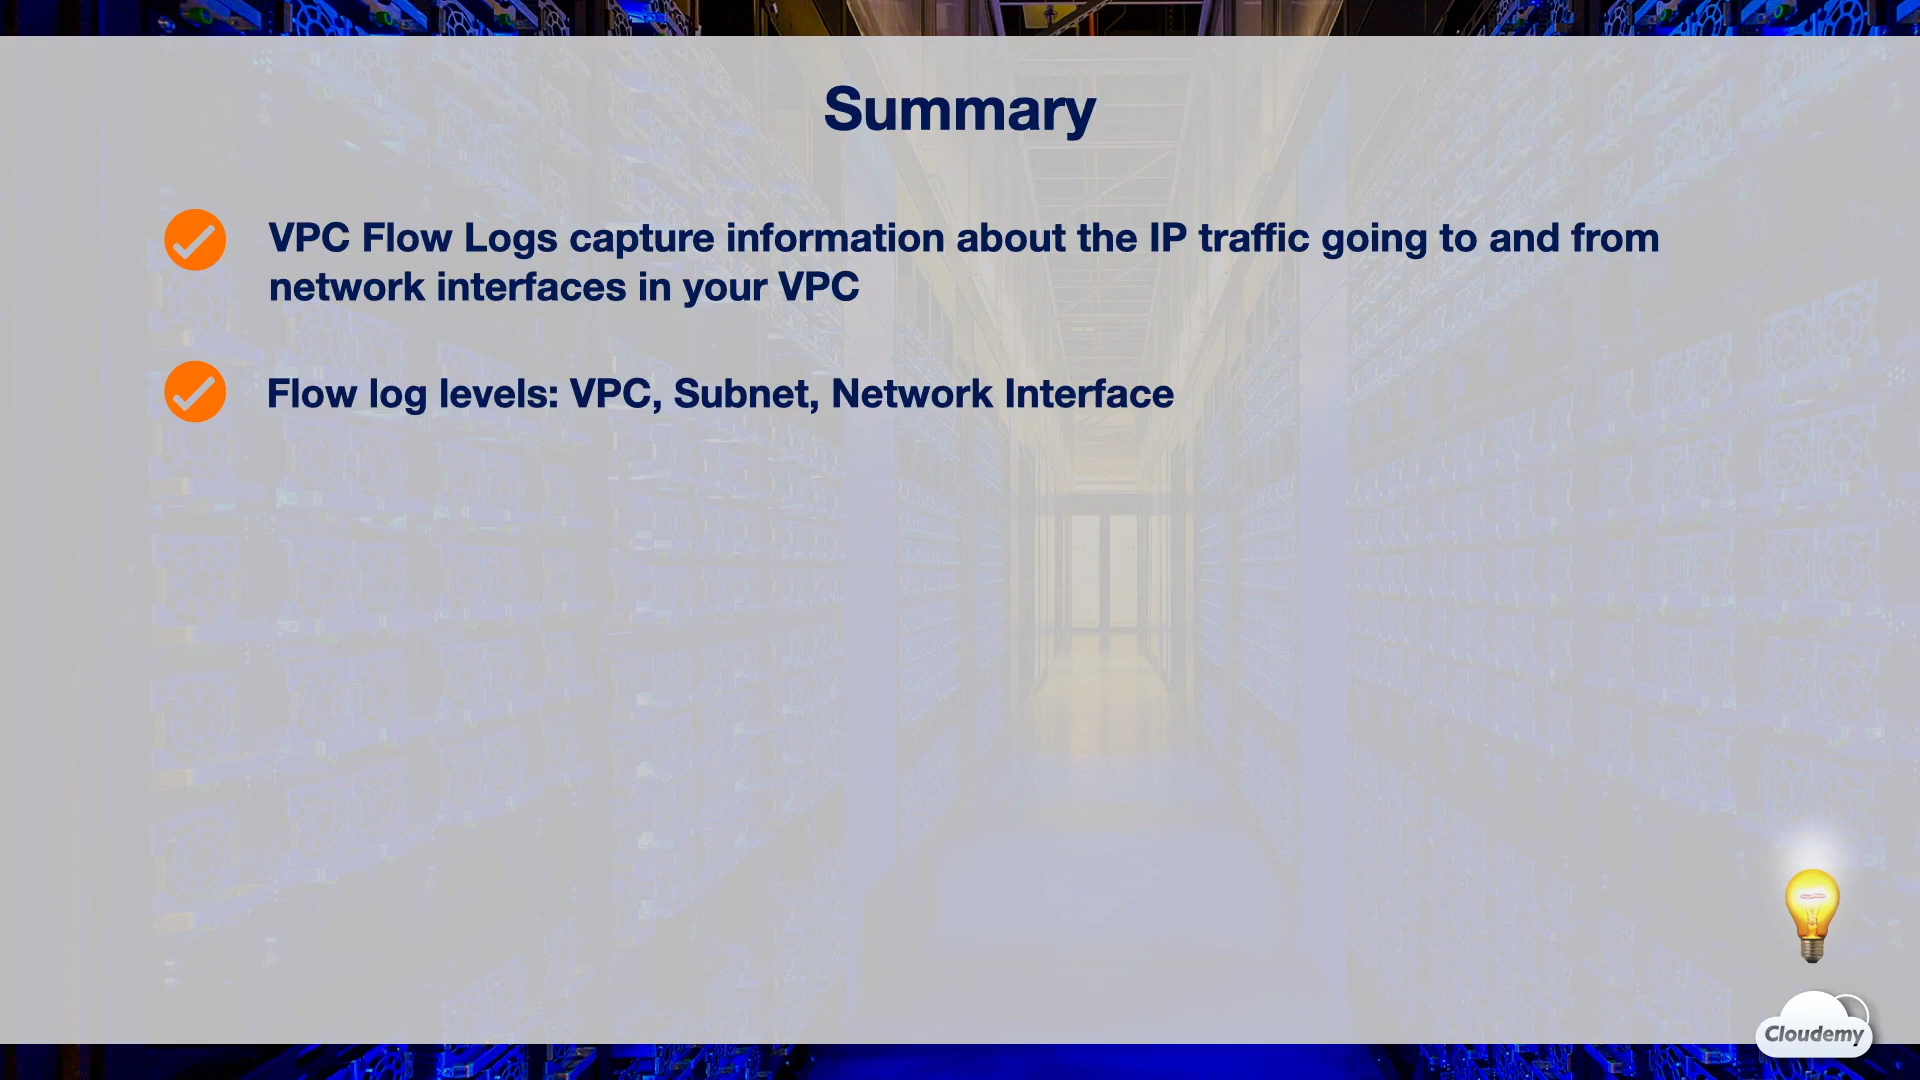 Summary
VPC Flow Logs capture information about the IP traffic going to and from
network interfaces in your VPC
Flow log levels: VPC, Subnet, Network Interface
Cloudemy